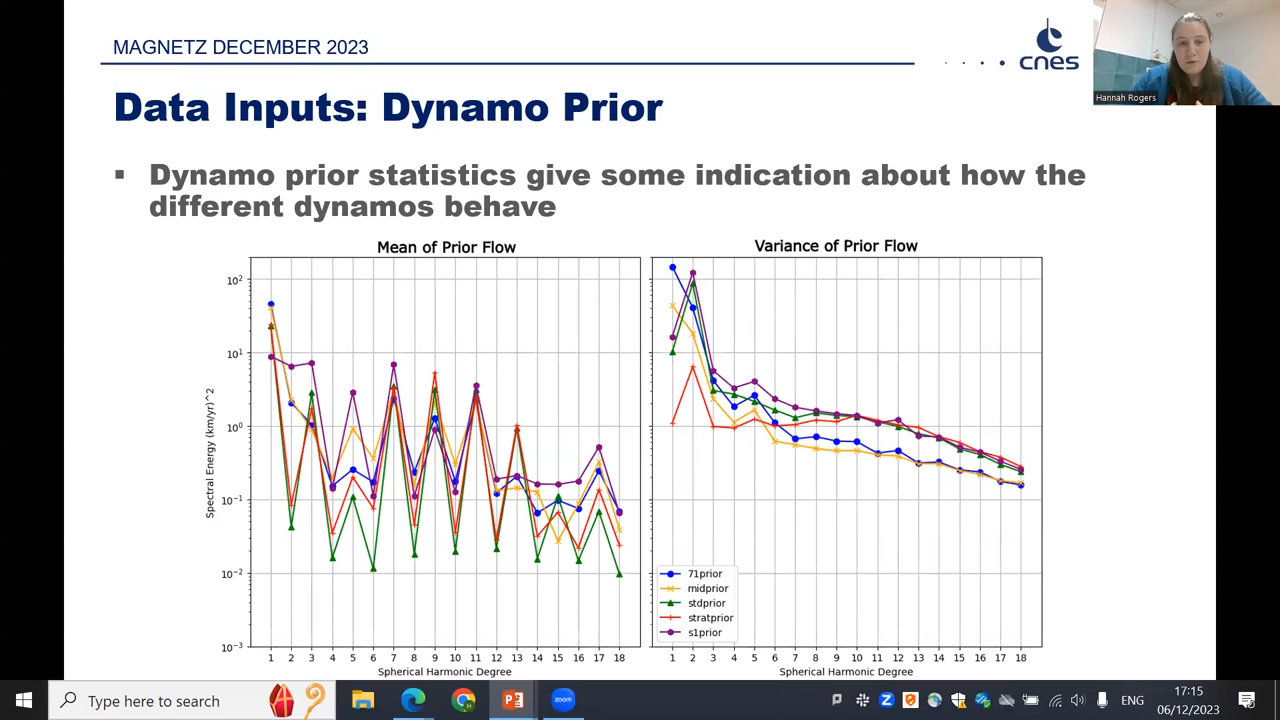 MAGNETZ DECEMBER 2023
cnes
Hannah Rogers
Data Inputs: Dynamo Prior
▪ Dynamo prior statistics give some indication about how the
different dynamos behave
Mean of Prior Flow
Variance of Prior Flow
Spectral Energy (km/yr)^2
10^2
10^1
10^0
10^-1
10^-2
10^-3
1 2 3 4 5 6 7 8 9 10 11 12 13 14 15 16 17 18
Spherical Harmonic Degree
71prior
midprior
stdprior
stratprior
s1prior
1 2 3 4 5 6 7 8 9 10 11 12 13 14 15 16 17 18
Spherical Harmonic Degree
Type here to search
zoom
ENG
17:15
06/12/2023